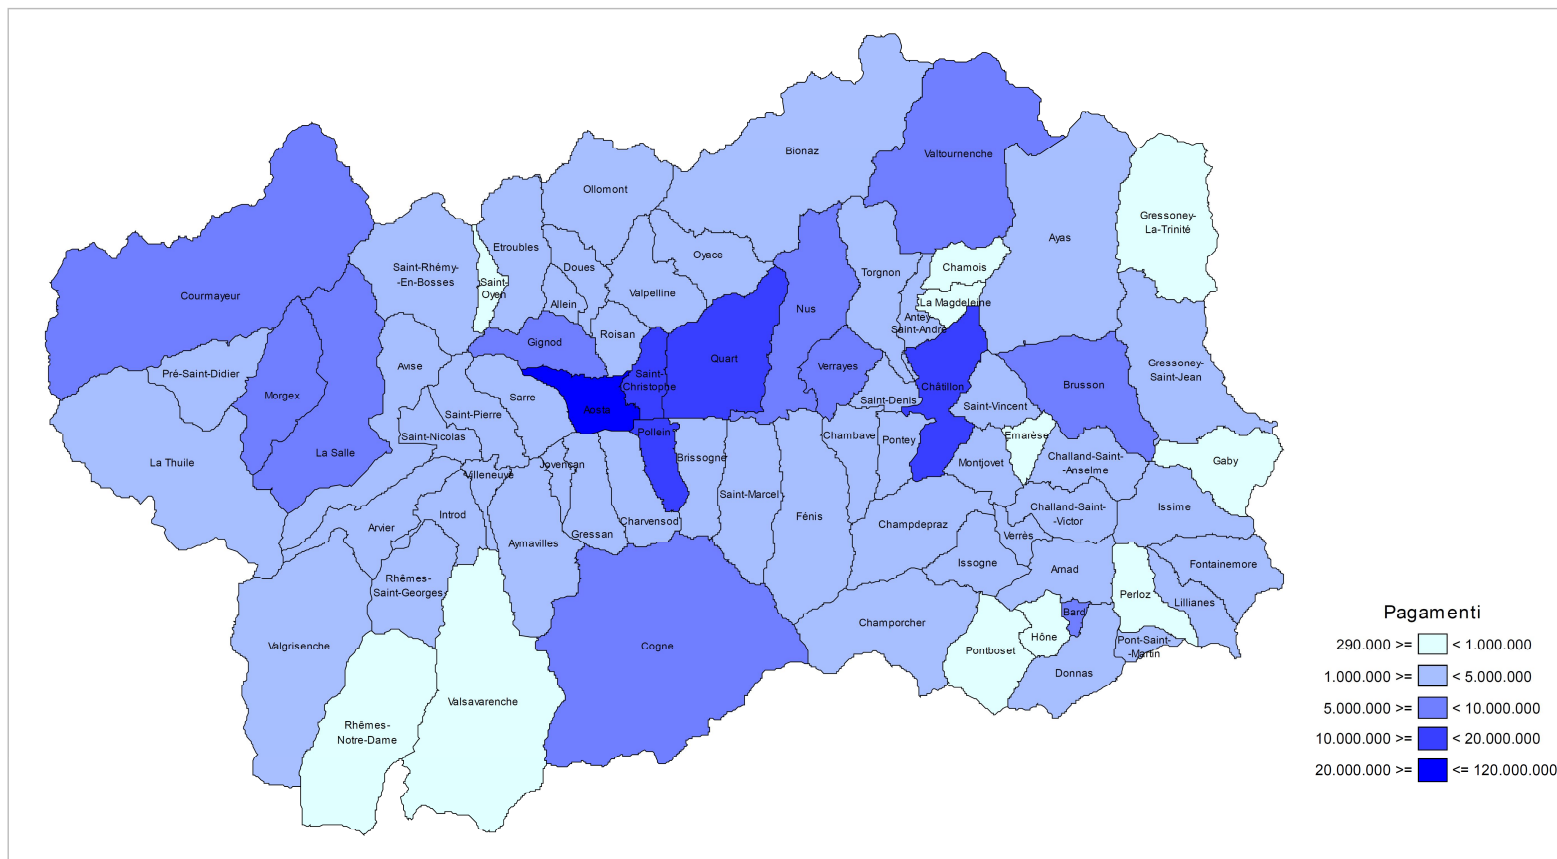 Bionaz
Valtournenche
Ollomont
Gressoney-
La-Trinité
Ayas
Etroubles
Oyace
Doues
Chamois
Saint-Rhémy-
-En-Bosses
Torgnon
Saint-
Oyen
Valpelline
Courmayeur
Allein
La Magdeleine
Nus
Antey-
Saint-André
Roisan
Gignod
Quart
Gressoney-
Saint-Jean
Avise
Verrayes
Pré-Saint-Didier
Saint-
Christophe
Châtillon
Brusson
Morgex
Sarre
Saint-Denis
Saint-Vincent
Aosta
Saint-Pierre
Pollein
Saint-Nicolas
Chambave
Pontey
Emarèse
La Salle
Brissogne
Challand-Saint-
-Anselme
Gaby
La Thuile
Jovençan
Montjovet
Villeneuve
Saint-Marcel
Issime
Challand-Saint-
-Victor
Introd
Fénis
Charvensod
Champdepraz
Arvier
Gressan
Verrès
Aymavilles
Issogne
Arnad
Fontainemore
Rhêmes-
Saint-Georges
Perloz
Lillianes
Bard
Champorcher
Hône
Valgrisenche
Cogne
Pontboset
Pont-Saint-
-Martin
Donnas
Valsavarenche
Rhêmes-
Notre-Dame
Pagamenti
290.000 >= < 1.000.000
1.000.000 >= < 5.000.000
5.000.000 >= < 10.000.000
10.000.000 >= < 20.000.000
20.000.000 >= <= 120.000.000